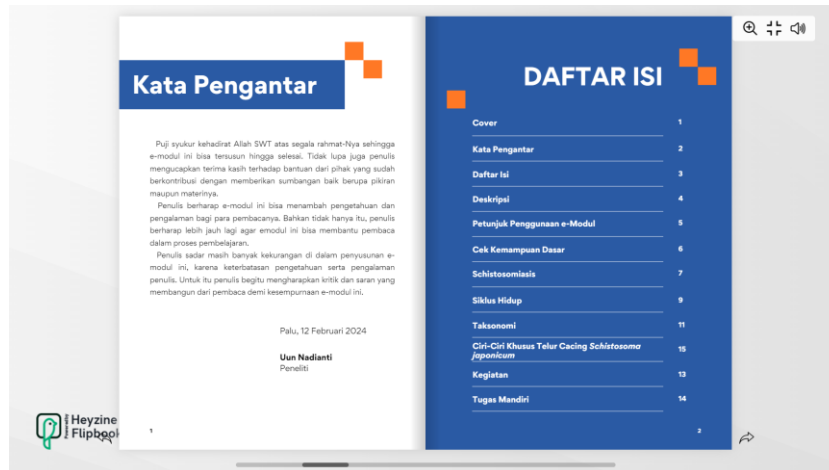 Kata Pengantar
Puji syukur kehadirat Allah SWT atas segala rahmat-Nya sehingga
e-modul ini bisa tersusun hingga selesai. Tidak lupa juga penulis
mengucapkan terima kasih terhadap bantuan dari pihak yang sudah
berkontribusi dengan memberikan sumbangan baik berupa pikiran
maupun materinya.
Penulis berharap e-modul ini bisa menambah pengetahuan dan
pengalaman bagi para pembacanya. Bahkan tidak hanya itu, penulis
berharap lebih jauh lagi agar emodul ini bisa membantu pembaca
dalam proses pembelajaran.
Penulis sadar masih banyak kekurangan di dalam penyusunan e-
modul ini, karena keterbatasan pengetahuan serta pengalaman
penulis. Untuk itu penulis begitu mengharapkan kritik dan saran yang
membangun dari pembaca demi kesempurnaan e-modul ini.
Palu, 12 Februari 2024
Uun Nadianti
Peneliti
1
DAFTAR ISI
Cover 1
Kata Pengantar 2
Daftar Isi 3
Deskripsi 4
Petunjuk Penggunaan e-Modul 5
Cek Kemampuan Dasar 6
Schistosomiasis 7
Siklus Hidup 9
Taksonomi 11
Ciri-Ciri Khusus Telur Cacing Schistosoma 15
japonicum
Kegiatan 13
Tugas Mandiri 14
2
Powered by
Heyzine
Flipbook